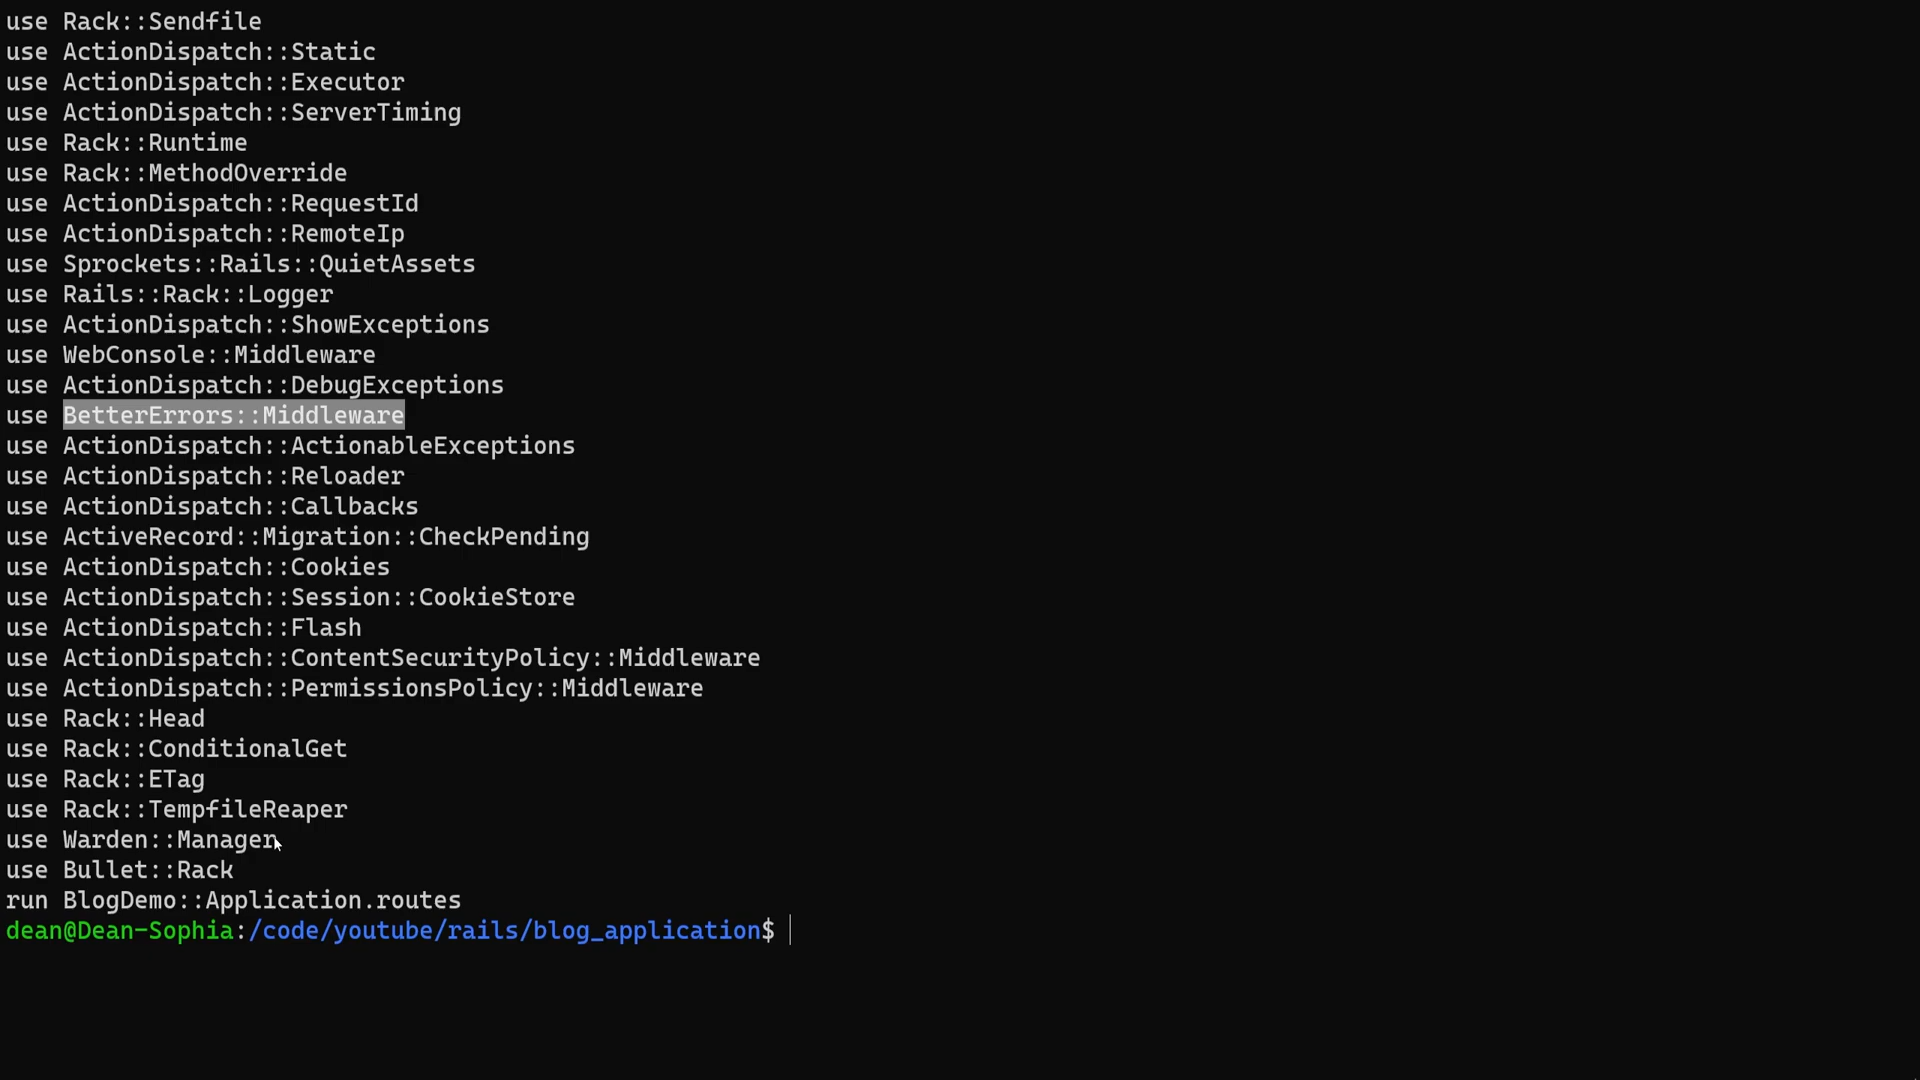 use Rack::Sendfile
use ActionDispatch::Static
use ActionDispatch::Executor
use ActionDispatch::ServerTiming
use Rack::Runtime
use Rack::MethodOverride
use ActionDispatch::RequestId
use ActionDispatch::RemoteIp
use Sprockets::Rails::QuietAssets
use Rails::Rack::Logger
use ActionDispatch::ShowExceptions
use WebConsole::Middleware
use ActionDispatch::DebugExceptions
use BetterErrors::Middleware
use ActionDispatch::ActionableExceptions
use ActionDispatch::Reloader
use ActionDispatch::Callbacks
use ActiveRecord::Migration::CheckPending
use ActionDispatch::Cookies
use ActionDispatch::Session::CookieStore
use ActionDispatch::Flash
use ActionDispatch::ContentSecurityPolicy::Middleware
use ActionDispatch::PermissionsPolicy::Middleware
use Rack::Head
use Rack::ConditionalGet
use Rack::ETag
use Rack::TempfileReaper
use Warden::Manager
use Bullet::Rack
run BlogDemo::Application.routes
dean@Dean-Sophia:/code/youtube/rails/blog_application$